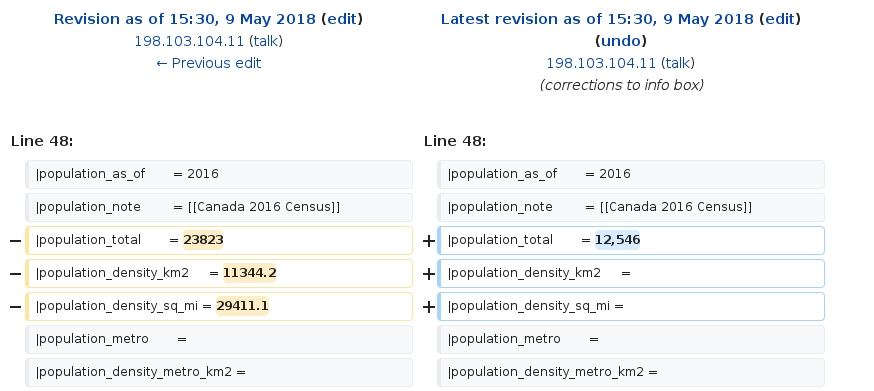 Revision as of 15:30, 9 May 2018 (edit)
198.103.104.11 (talk)
← Previous edit
Latest revision as of 15:30, 9 May 2018 (edit)
(undo)
198.103.104.11 (talk)
(corrections to info box)
Line 48:
Line 48:
|population_as_of = 2016
|population_as_of = 2016
|population_note = [[Canada 2016 Census]]
|population_note = [[Canada 2016 Census]]
− |population_total = 23823
+ |population_total = 12,546
− |population_density_km2 = 11344.2
+ |population_density_km2 =
− |population_density_sq_mi = 29411.1
+ |population_density_sq_mi =
|population_metro =
|population_metro =
|population_density_metro_km2 =
|population_density_metro_km2 =